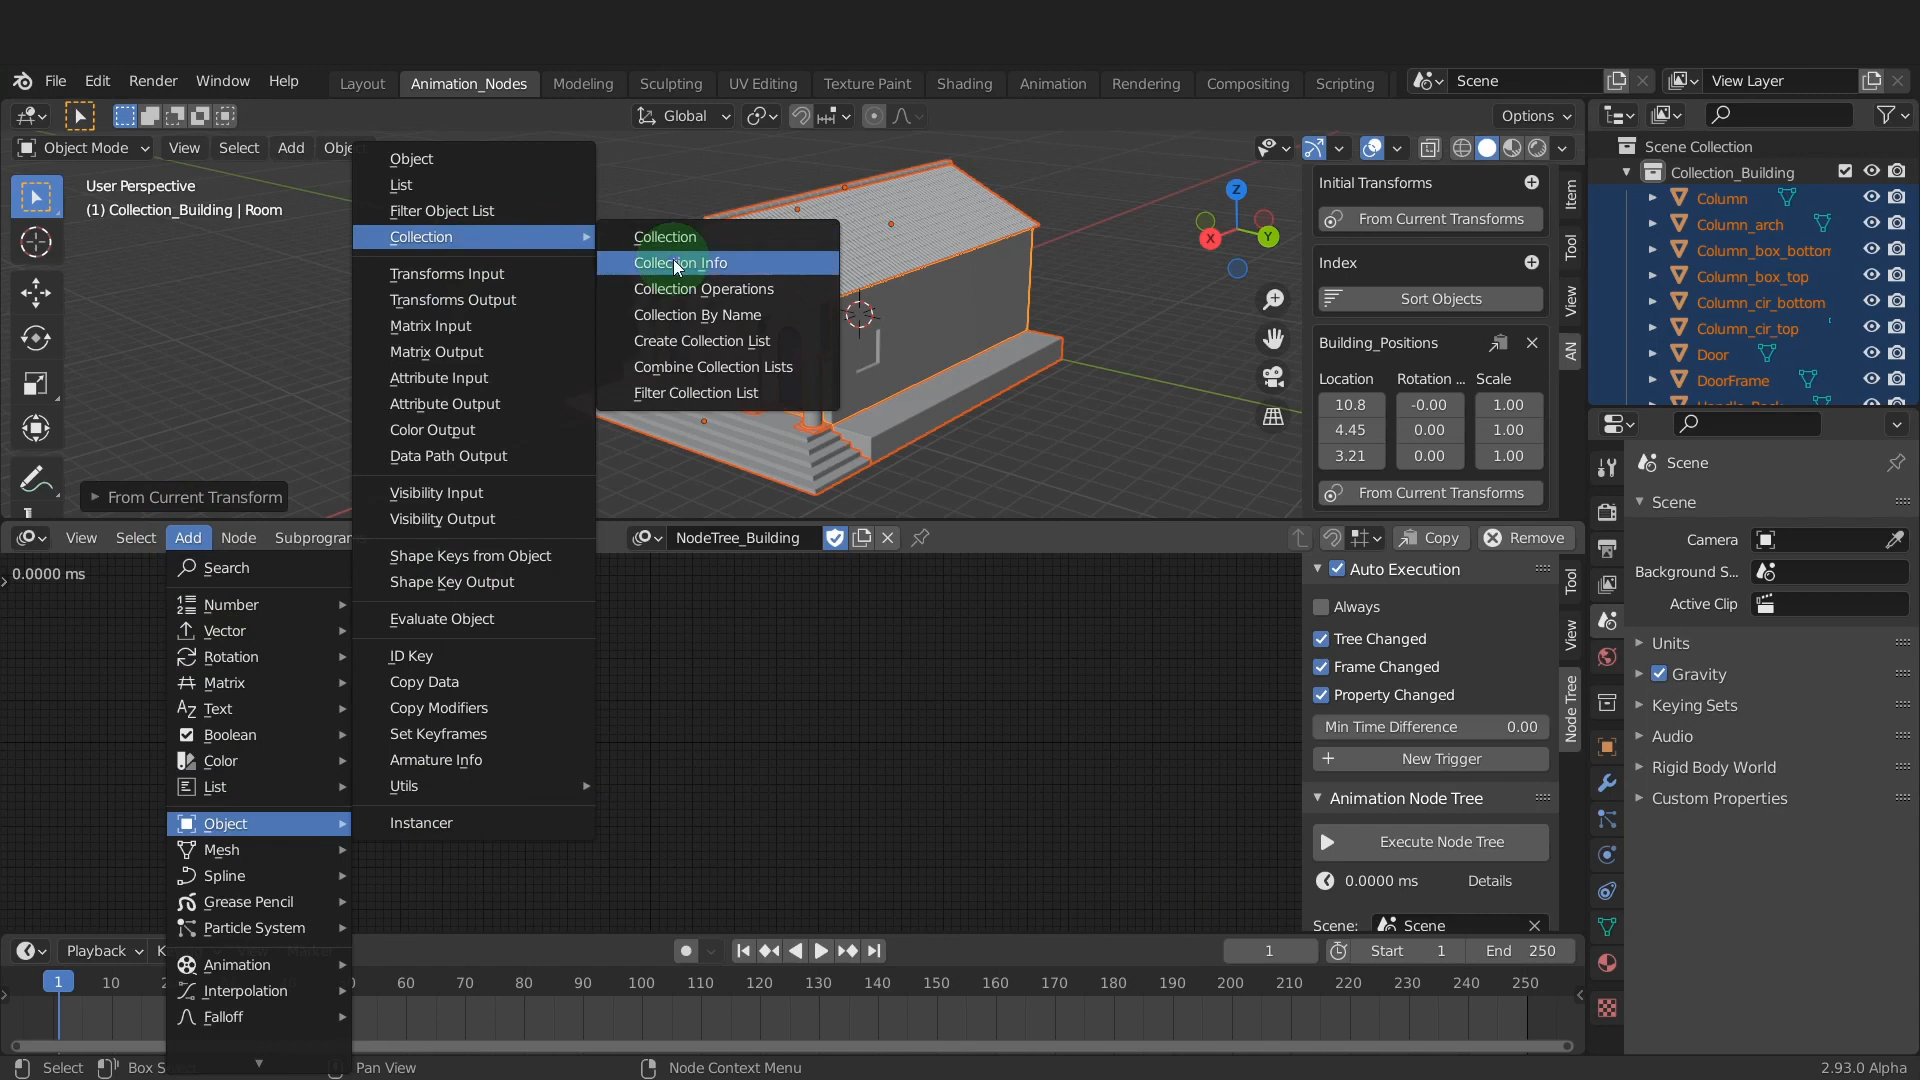 File Edit Render Window Help Layout Animation_Nodes Modeling Sculpting UV Editing Texture Paint Shading Animation Rendering Compositing Scripting Scene View Layer
Global Options
Object Mode View Select Add
User Perspective
(1) Collection_Building | Room
Object
List
Filter Object List
Collection
Transforms Input
Transforms Output
Matrix Input
Matrix Output
Attribute Input
Attribute Output
Color Output
Data Path Output
Visibility Input
Visibility Output
Shape Keys from Object
Shape Key Output
Evaluate Object
ID Key
Copy Data
Copy Modifiers
Set Keyframes
Armature Info
Utils
Instancer
Collection
Collection Info
Collection Operations
Collection By Name
Create Collection List
Combine Collection Lists
Filter Collection List
Z
X
Y
Initial Transforms
From Current Transforms
Index
Sort Objects
Building_Positions
Location Rotation ... Scale
10.8 -0.00 1.00
4.45 0.00 1.00
3.21 0.00 1.00
From Current Transforms
Item
Tool
View
AN
Scene Collection
Collection_Building
Column
Column_arch
Column_box_bottom
Column_box_top
Column_cir_bottom
Column_cir_top
Door
DoorFrame
From Current Transform
View Select Add Node NodeTree_Building Copy Remove
0.0000 ms
Search
Number
Vector
Rotation
Matrix
Text
Boolean
Color
List
Object
Mesh
Spline
Grease Pencil
Particle System
Animation
Interpolation
Falloff
Auto Execution
Always
Tree Changed
Frame Changed
Property Changed
Min Time Difference 0.00
New Trigger
Animation Node Tree
Execute Node Tree
0.0000 ms Details
Scene: Scene
Tool
View
Node Tree
Scene
Scene
Camera
Background S...
Active Clip
Units
Gravity
Keying Sets
Audio
Rigid Body World
Custom Properties
Playback 1 Start 1 End 250
1 10 60 70 80 90 100 110 120 130 140 150 160 170 180 190 200 210 220 230 240 250
Select Box Pan View Node Context Menu 2.93.0 Alpha